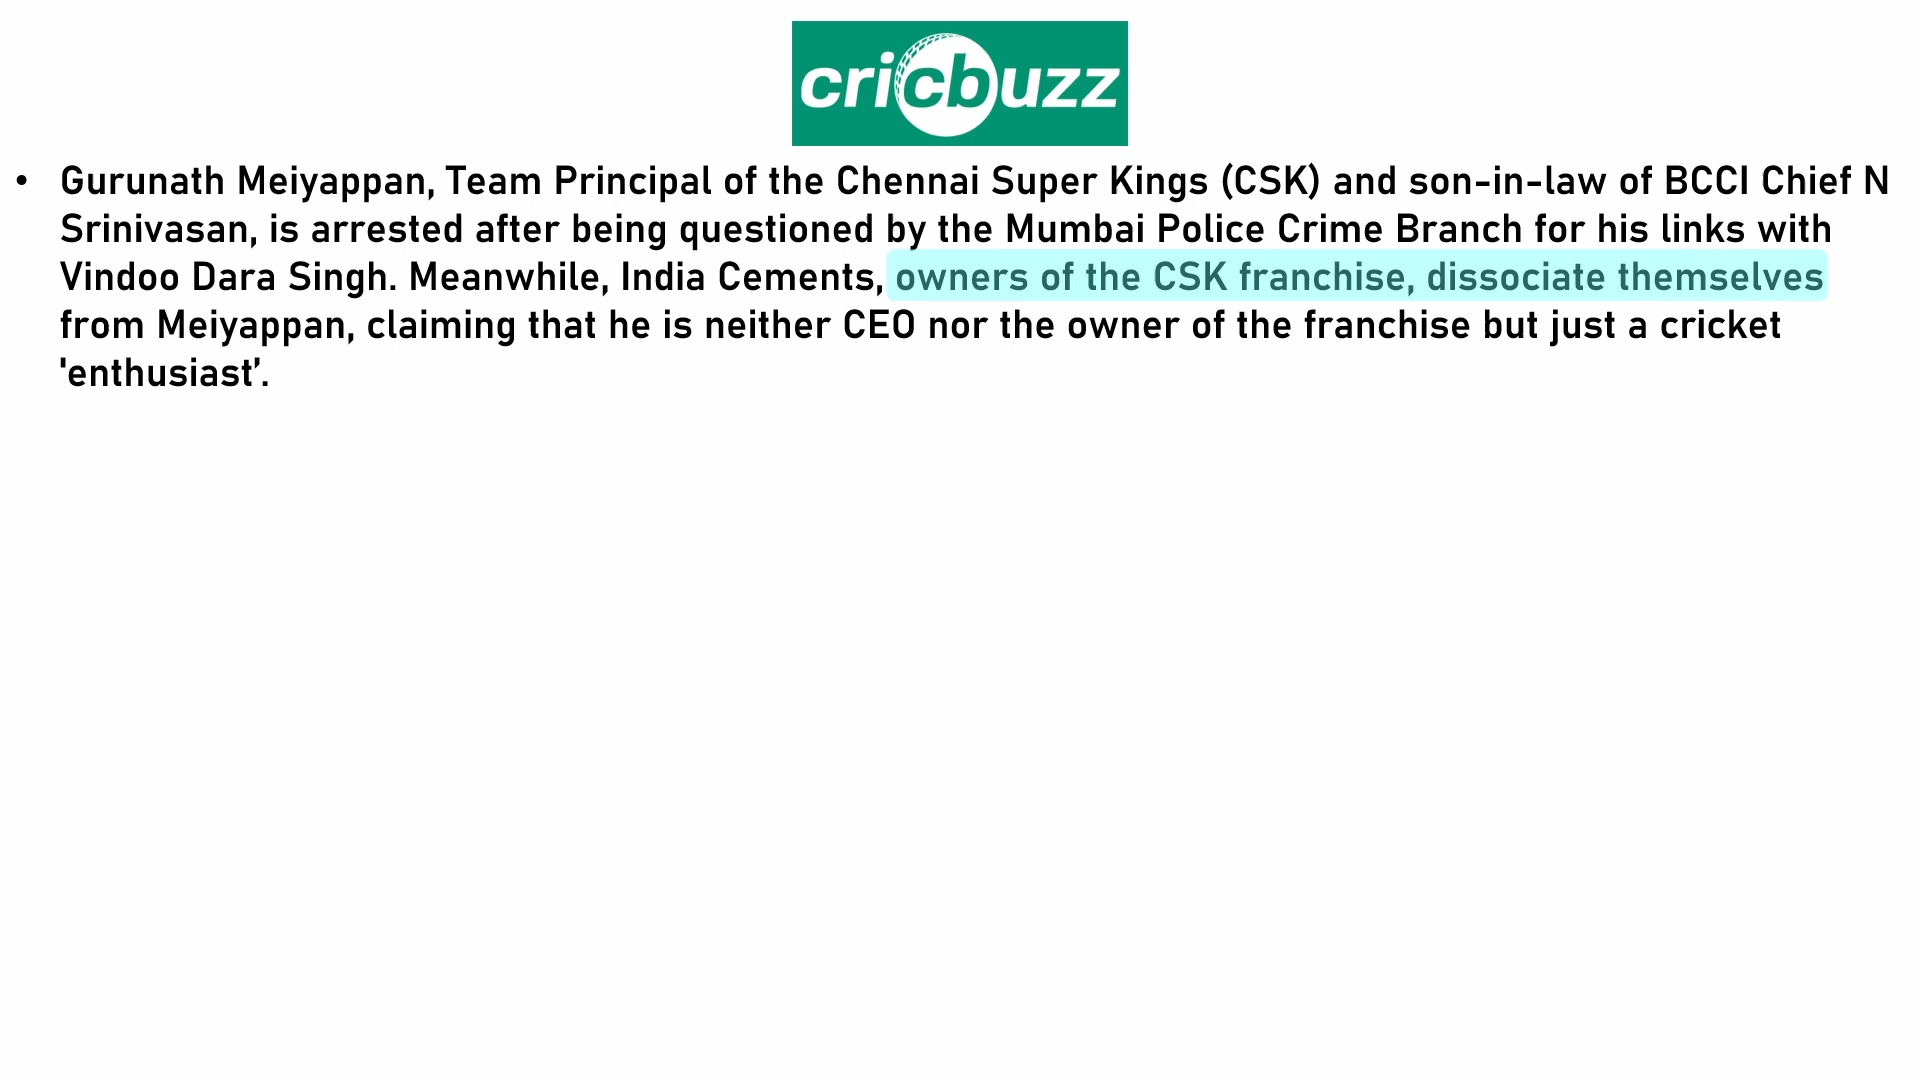 cricbuzz
• Gurunath Meiyappan, Team Principal of the Chennai Super Kings (CSK) and son-in-law of BCCI Chief N
Srinivasan, is arrested after being questioned by the Mumbai Police Crime Branch for his links with
Vindoo Dara Singh. Meanwhile, India Cements, owners of the CSK franchise, dissociate themselves
from Meiyappan, claiming that he is neither CEO nor the owner of the franchise but just a cricket
'enthusiast’.